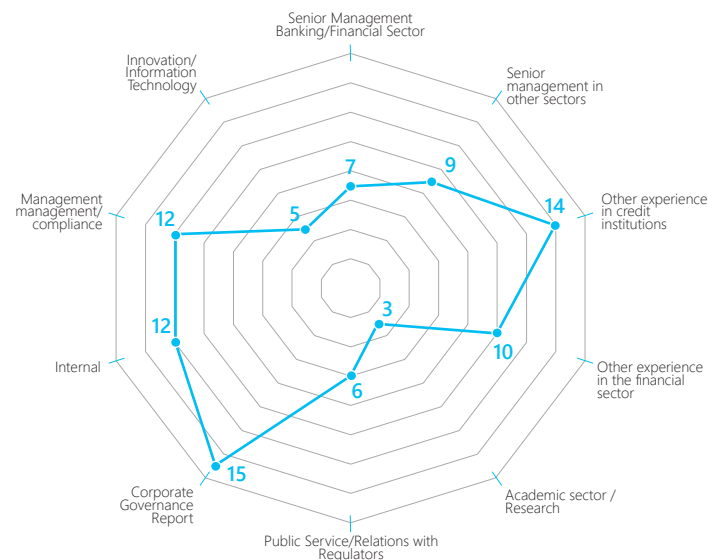 Senior Management
Banking/Financial Sector
Innovation/
Information
Technology
Senior
management in
other sectors
7
9
5
Management
management/
compliance
12
14
Other experience
in credit
institutions
3
12
10
Internal
Other experience
in the financial
sector
6
15
Corporate
Governance
Report
Academic sector /
Research
Public Service/Relations with
Regulators